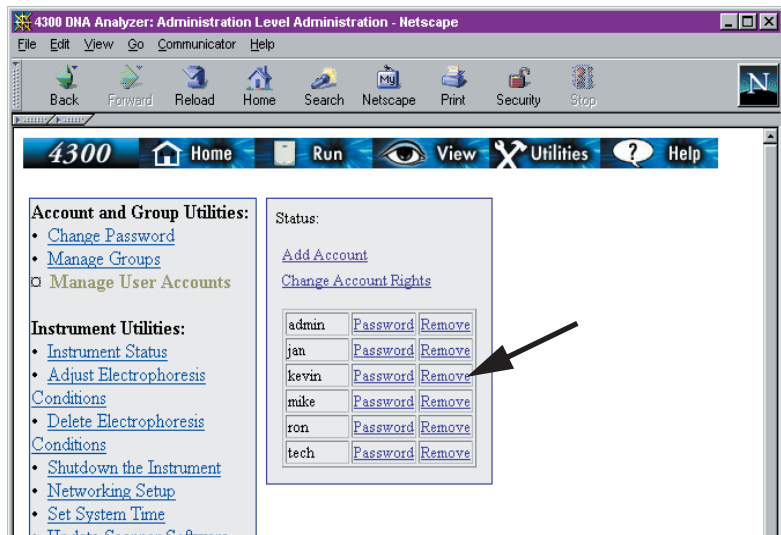 4300 DNA Analyzer: Administration Level Administration - Netscape
File Edit View Go Communicator Help
Back Forward Reload Home Search Netscape Print Security Stop
My
N
4300 Home Run View Utilities ? Help
Account and Group Utilities:
• Change Password
• Manage Groups
Manage User Accounts
Instrument Utilities:
• Instrument Status
• Adjust Electrophoresis
Conditions
• Delete Electrophoresis
Conditions
• Shutdown the Instrument
• Networking Setup
• Set System Time
• Update Scanner Software
Status:
Add Account
Change Account Rights
admin Password Remove
jan Password Remove
kevin Password Remove
mike Password Remove
ron Password Remove
tech Password Remove